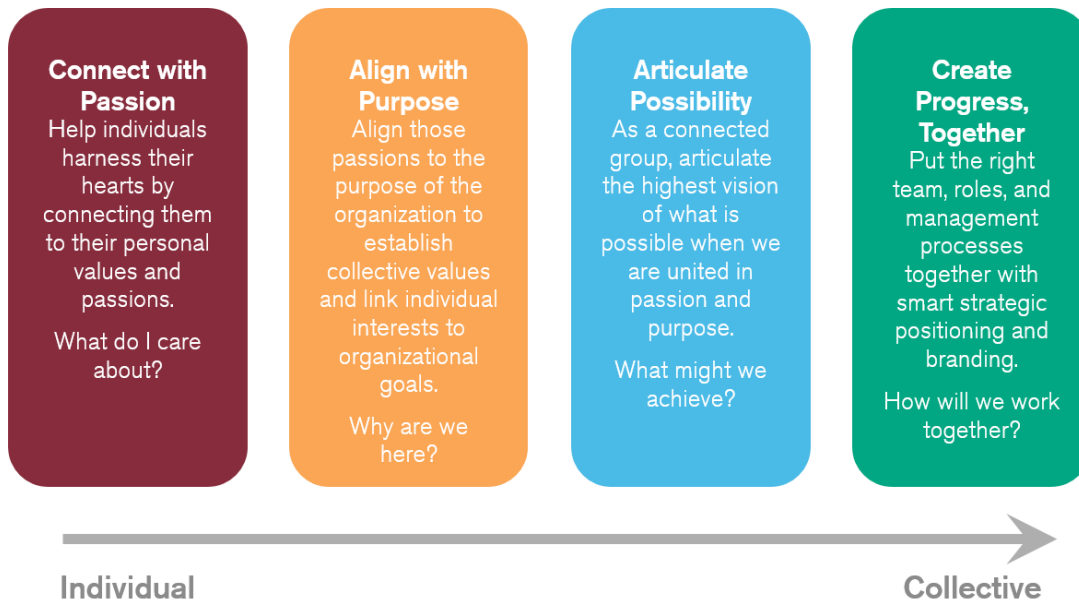 Connect with
Passion
Help individuals
harness their
hearts by
connecting them
to their personal
values and
passions.
What do I care
about?
Align with
Purpose
Align those
passions to the
purpose of the
organization to
establish
collective values
and link individual
interests to
organizational
goals.
Why are we
here?
Articulate
Possibility
As a connected
group, articulate
the highest vision
of what is
possible when we
are united in
passion and
purpose.
What might we
achieve?
Create
Progress,
Together
Put the right
team, roles, and
management
processes
together with
smart strategic
positioning and
branding.
How will we work
together?
Individual
Collective